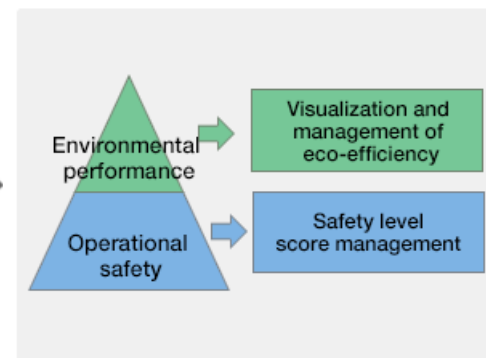 Environmental
performance
Visualization and
management of
eco-efficiency
Operational
safety
Safety level
score management